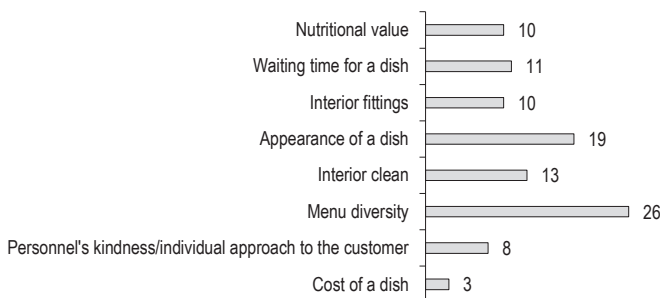 Nutritional value 10
Waiting time for a dish 11
Interior fittings 10
Appearance of a dish 19
Interior clean 13
Menu diversity 26
Personnel's kindness/individual approach to the customer 8
Cost of a dish 3